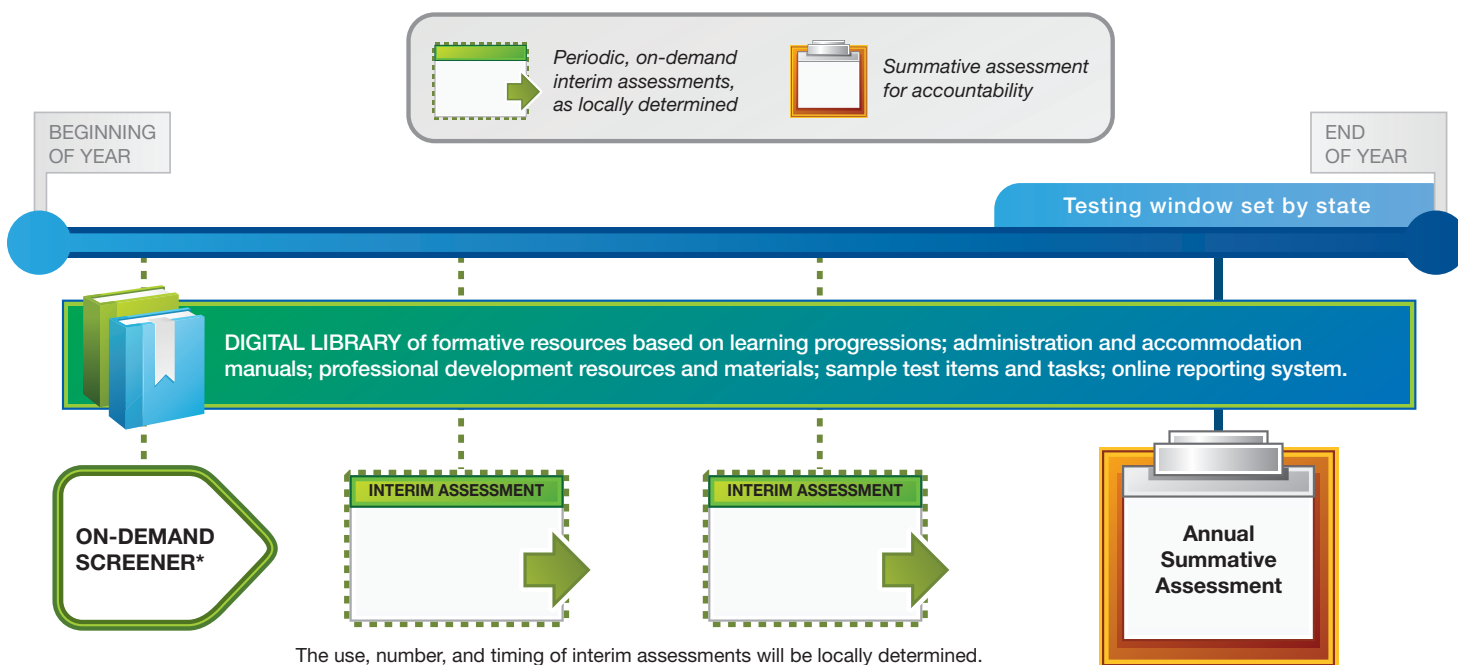 Periodic, on-demand
interim assessments,
as locally determined
Summative assessment
for accountability
BEGINNING
OF YEAR
END
OF YEAR
Testing window set by state
DIGITAL LIBRARY of formative resources based on learning progressions; administration and accommodation
manuals; professional development resources and materials; sample test items and tasks; online reporting system.
ON-DEMAND
SCREENER*
INTERIM ASSESSMENT
INTERIM ASSESSMENT
Annual
Summative
Assessment
The use, number, and timing of interim assessments will be locally determined.